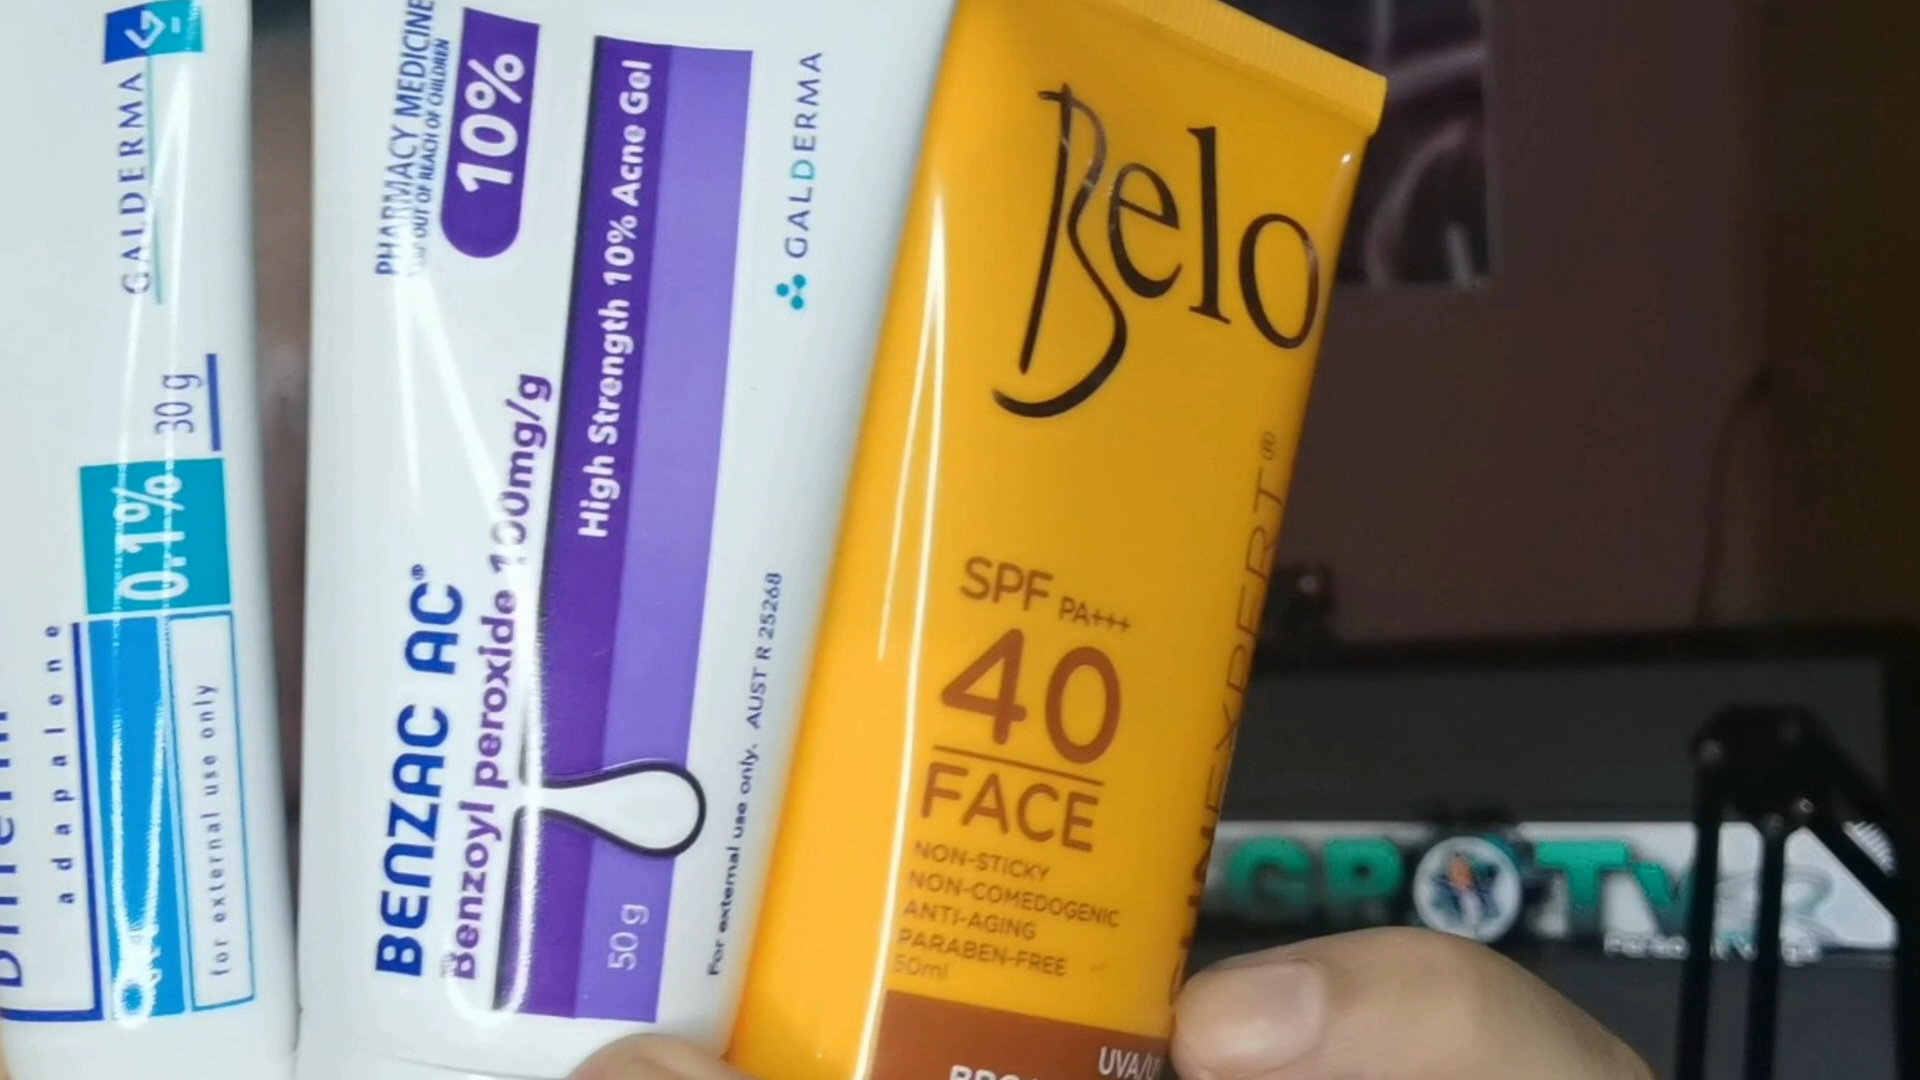 GALDERMA
30 g
0.1%
adapalene
for external use only
PHARMACY MEDICINE
OUT OF REACH OF CHILDREN
10%
BENZAC AC®
Benzoyl peroxide 100mg/g
High Strength 10% Acne Gel
50 g
GALDERMA
For external use only. AUST R 25268
Belo
SPF PA+++
40
FACE
NON-STICKY
NON-COMEDOGENIC
ANTI-AGING
PARABEN-FREE
50ml